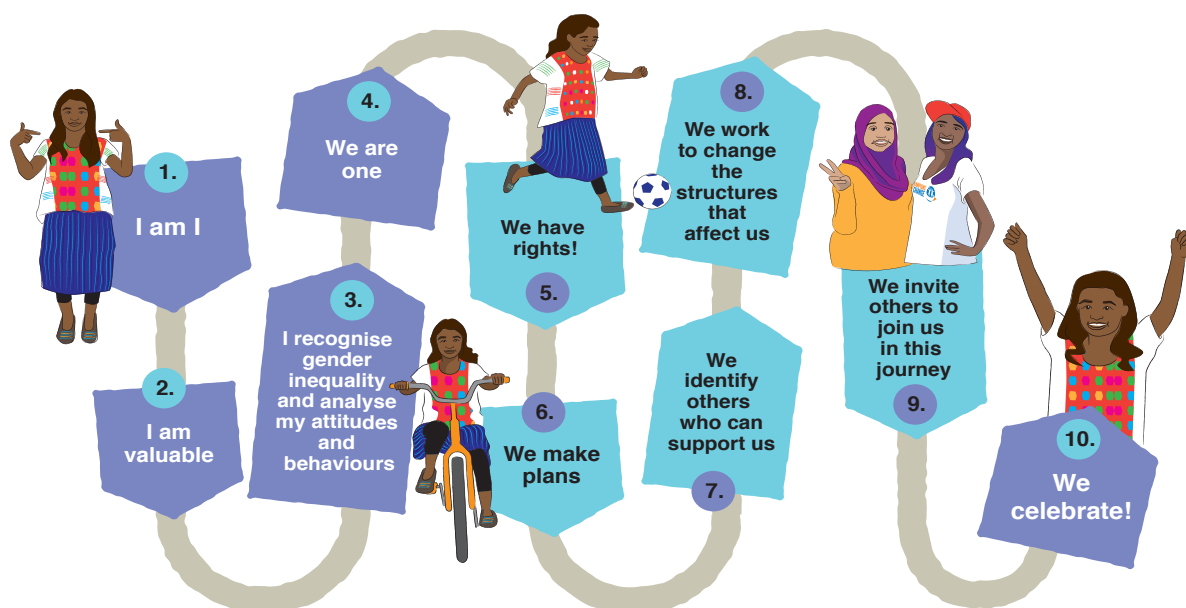 1.
I am I
2.
I am
valuable
3.
I recognise
gender
inequality
and analyse
my attitudes
and
behaviours
4.
We are
one
We have
rights!
5.
6.
We make
plans
We
identify
others
who can
support us
7.
8.
We work
to change
the
structures
that
affect us
We invite
others to
join us
in this
journey
9.
10.
We
celebrate!